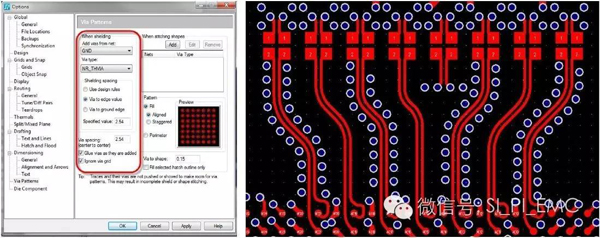 Options
Global
General
File Locations
Backups
Synchronization
Design
Grids and Snap
Grids
Object Snap
Display
Routing
General
Tune/Diff Pairs
Teardrops
Thermals
Split/Mixed Plane
Drafting
Text and Lines
Hatch and Flood
Dimensioning
General
Alignment and Arrows
Text
Via Patterns
Die Component
Via Patterns
When shielding
Add vias from net:
GND
Via type:
Shielding spacing
Use design rules
Via to edge value
Via to ground edge
Specified value: 2.54
Via spacing: 2.54
(center to center)
Glue vias as they are added
Ignore via grid
When stitching shapes
Add
Edit
Remove
Nets
Via Type
Pattern
Fill
Aligned
Staggered
Perimeter
Preview
Via to shape: 0.15
Fill selected hatch outline only
Tip: Traces and their vias are not pushed or shoved to make room for via
patterns. This may result in incomplete shield or shape stitching.
OK
Cancel
Apply
Help
微信号: SI_PI_EMC